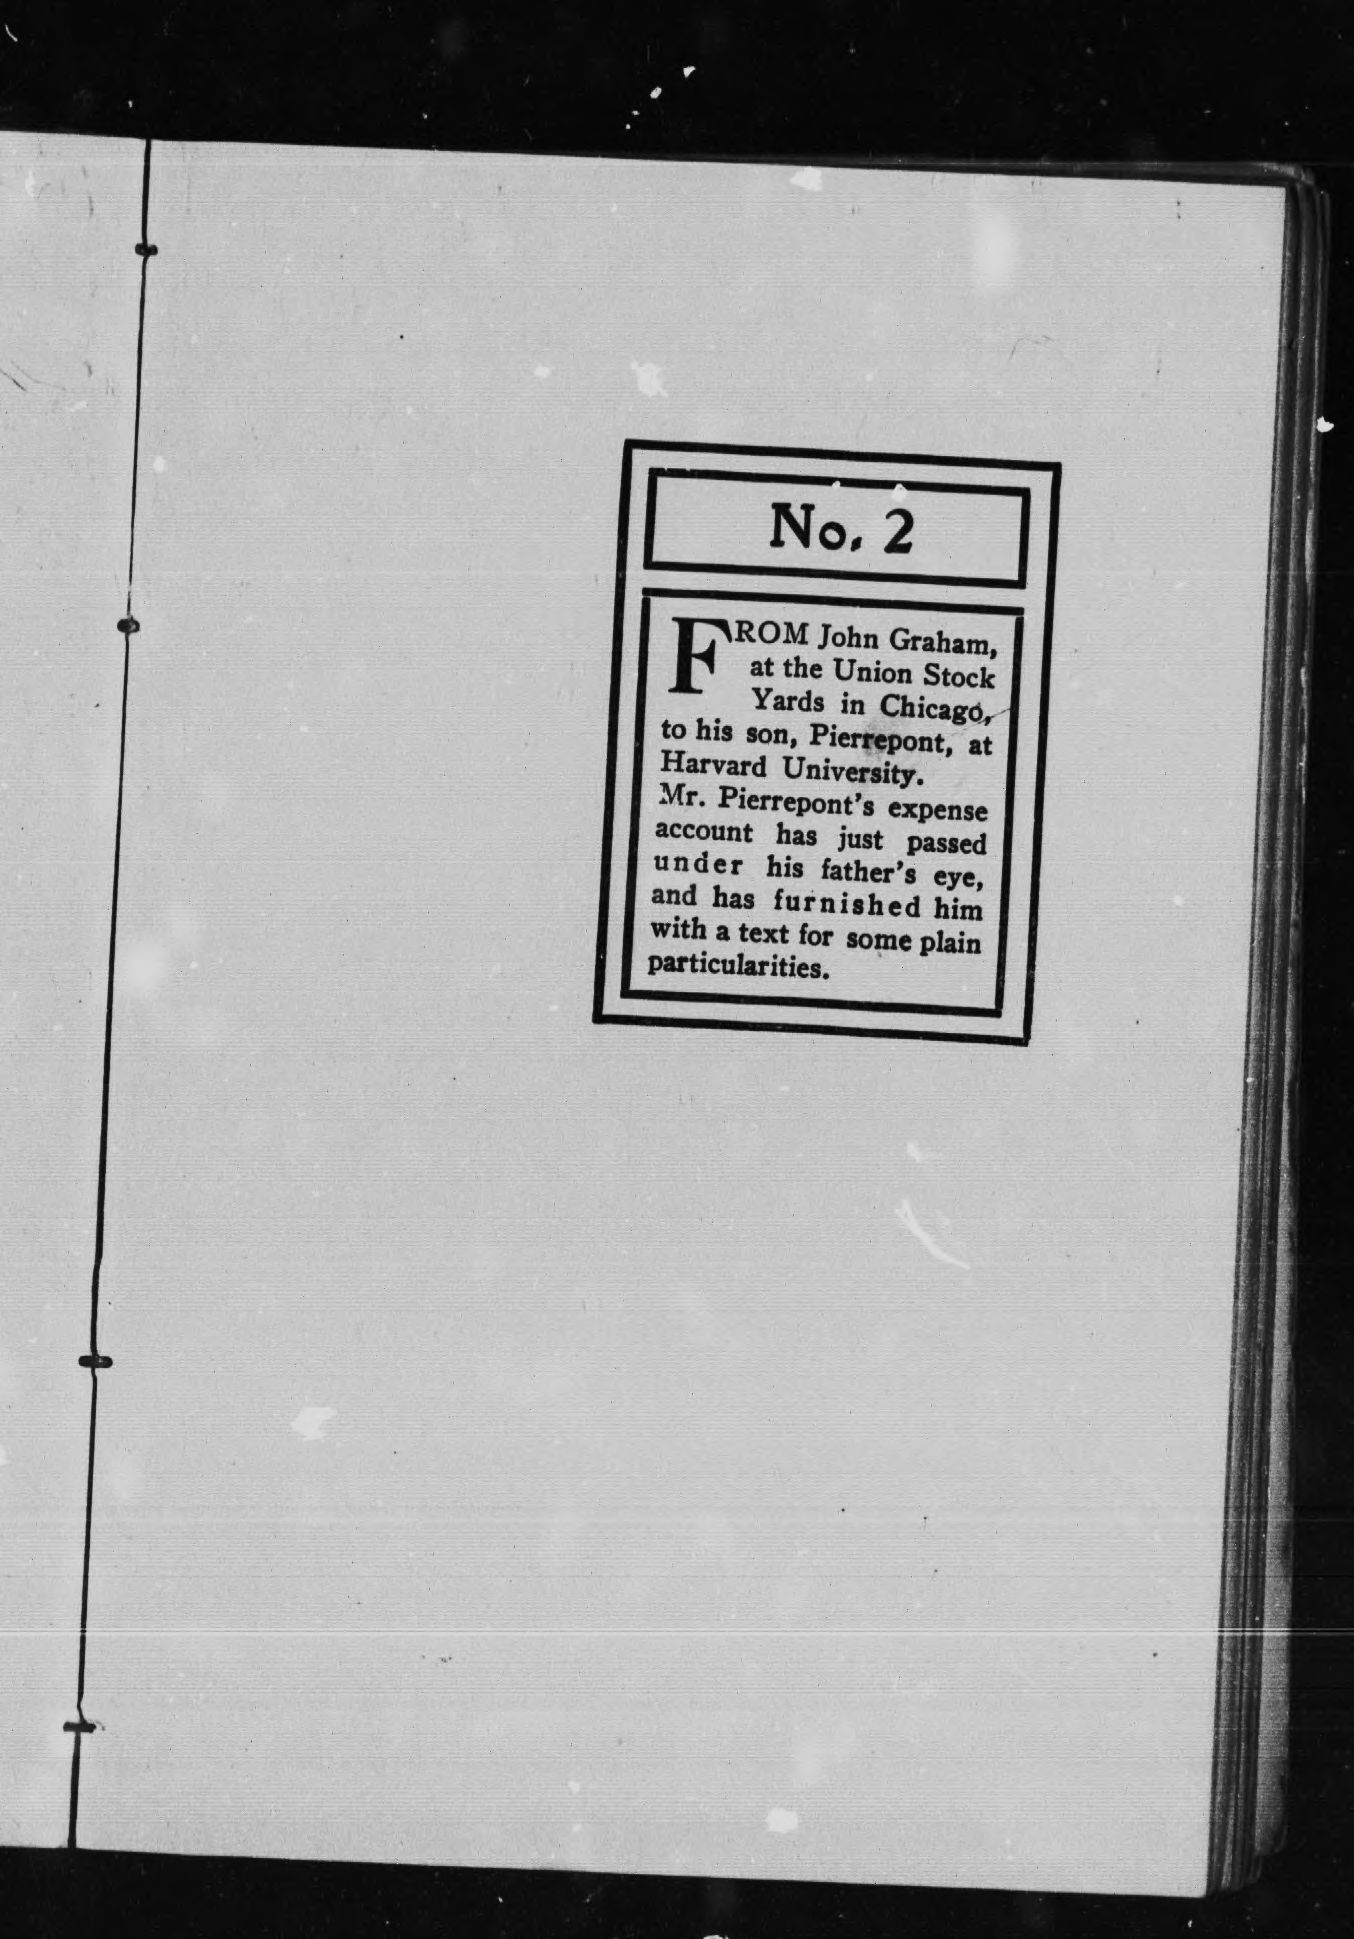 No. 2
FROM John Graham,
at the Union Stock
Yards in Chicago,
to his son, Pierrepont, at
Harvard University.
Mr. Pierrepont's expense
account has just passed
under his father's eye,
and has furnished him
with a text for some plain
particularities.